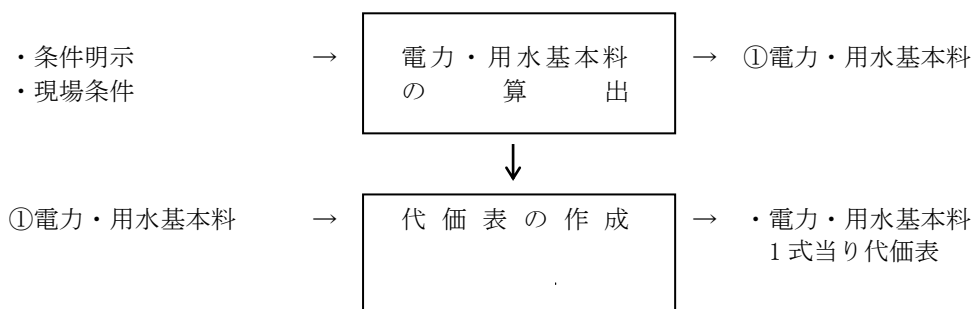 ・条件明示 → 電力・用水基本料 → ①電力・用水基本料
・現場条件 の算出
↓
①電力・用水基本料 → 代価表の作成 → ・電力・用水基本料
1式当り代価表